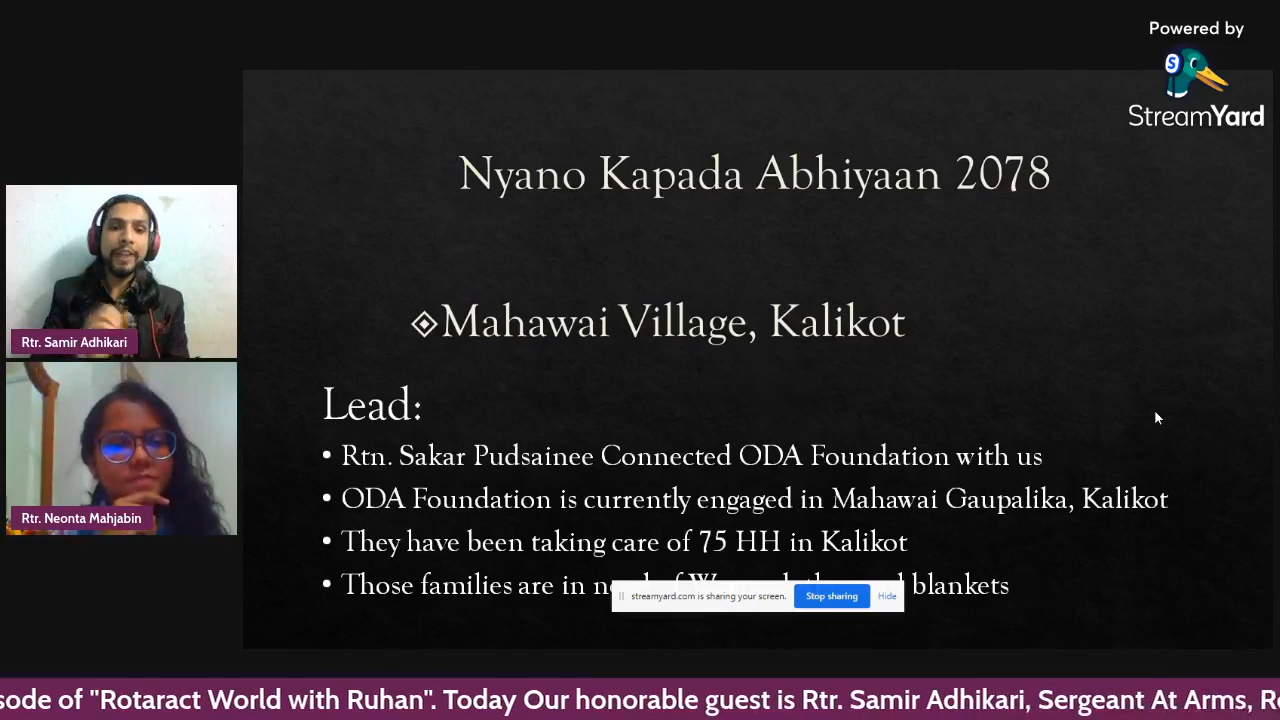 Powered by
StreamYard
Nyano Kapada Abhiyaan 2078
Mahawai Village, Kalikot
Lead:
• Rtn. Sakar Pudsainee Connected ODA Foundation with us
• ODA Foundation is currently engaged in Mahawai Gaupalika, Kalikot
• They have been taking care of 75 HH in Kalikot
• Those families are in blankets
streamyard.com is sharing your screen. Stop sharing Hide
Rtr. Samir Adhikari
Rtr. Neonta Mahjabin
of "Rotaract World with Ruhan". Today Our honorable guest is Rtr. Samir Adhikari, Sergeant At Arms,